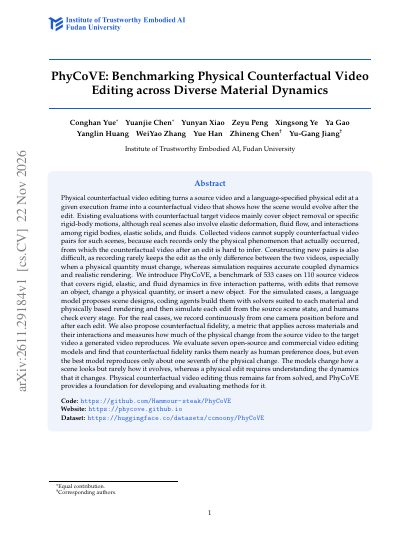 Institute of Trustworthy Embodied AI
Fudan University
PhyCoVE: Benchmarking Physical Counterfactual Video
Editing across Diverse Material Dynamics
Conghan Yue* Yuanjie Chen* Yunyan Xiao Zeyu Peng Xingsong Ye Ya Gao
Yanglin Huang WeiYao Zhang Yue Han Zhineng Chen† Yu-Gang Jiang†
Institute of Trustworthy Embodied AI, Fudan University
Abstract
Physical counterfactual video editing turns a source video and a language-specified physical edit at a
given execution frame into a counterfactual video that shows how the scene would evolve after the
edit. Existing evaluations with counterfactual target videos mainly cover object removal or specific
rigid-body motions, although real scenes also involve elastic deformation, fluid flow, and interactions
among rigid bodies, elastic solids, and fluids. Collected videos cannot supply counterfactual video
pairs for such scenes, because each records only the physical phenomenon that actually occurred,
from which the counterfactual outcome after an edit is hard to infer. Constructing new pairs is also
difficult, as recording rarely keeps the edit as the only difference between the two videos, especially
when a physical quantity must change, whereas simulation requires accurate coupled dynamics
and realistic rendering. We introduce PhyCoVE, a benchmark of 533 cases on 110 source videos
that covers rigid, elastic, and fluid dynamics in five interaction patterns, with edits that remove
an object, change a physical quantity, or insert a new object. For the simulated cases, a language
model proposes scene designs, coding agents build them with solvers suited to each material and
physically based rendering and then simulate each edit from the source scene state, and humans
check every stage. For the real cases, we record continuously from one camera position before and
after each edit. We also propose counterfactual fidelity, a metric that applies across materials and
their interactions and measures how much of the physical change from the source video to the target
video a generated video reproduces. We evaluate seven open-source and commercial video editing
models and find that counterfactual fidelity ranks them nearly as human preference does, but even
the best model reproduces only about one seventh of the physical change. The models change how a
scene looks but rarely how it evolves, whereas a physical edit requires understanding the dynamics
that it changes. Physical counterfactual video editing thus remains far from solved, and PhyCoVE
provides a foundation for developing and evaluating methods for it.
Code: https://github.com/Hammour-steak/PhyCoVE
Website: https://phycove.github.io
Dataset: https://huggingface.co/datasets/ccmoony/PhyCoVE
*Equal contribution.
†Corresponding authors.
1
arXiv:2611.29184v1 [cs.CV] 22 Nov 2026